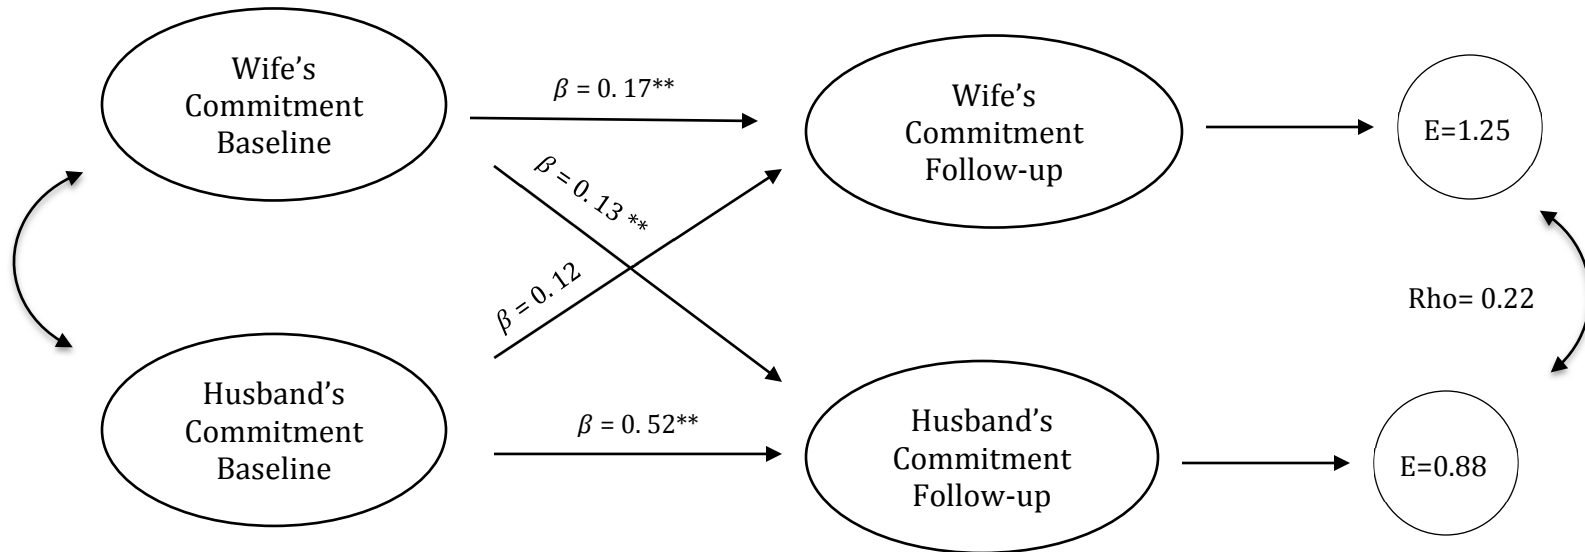 Wife’s
Commitment
Baseline
β = 0. 17**
Wife’s
Commitment
Follow-up
E=1.25
β = 0. 13 **
β = 0. 12
Rho= 0.22
Husband’s
Commitment
Baseline
β = 0. 52**
Husband’s
Commitment
Follow-up
E=0.88